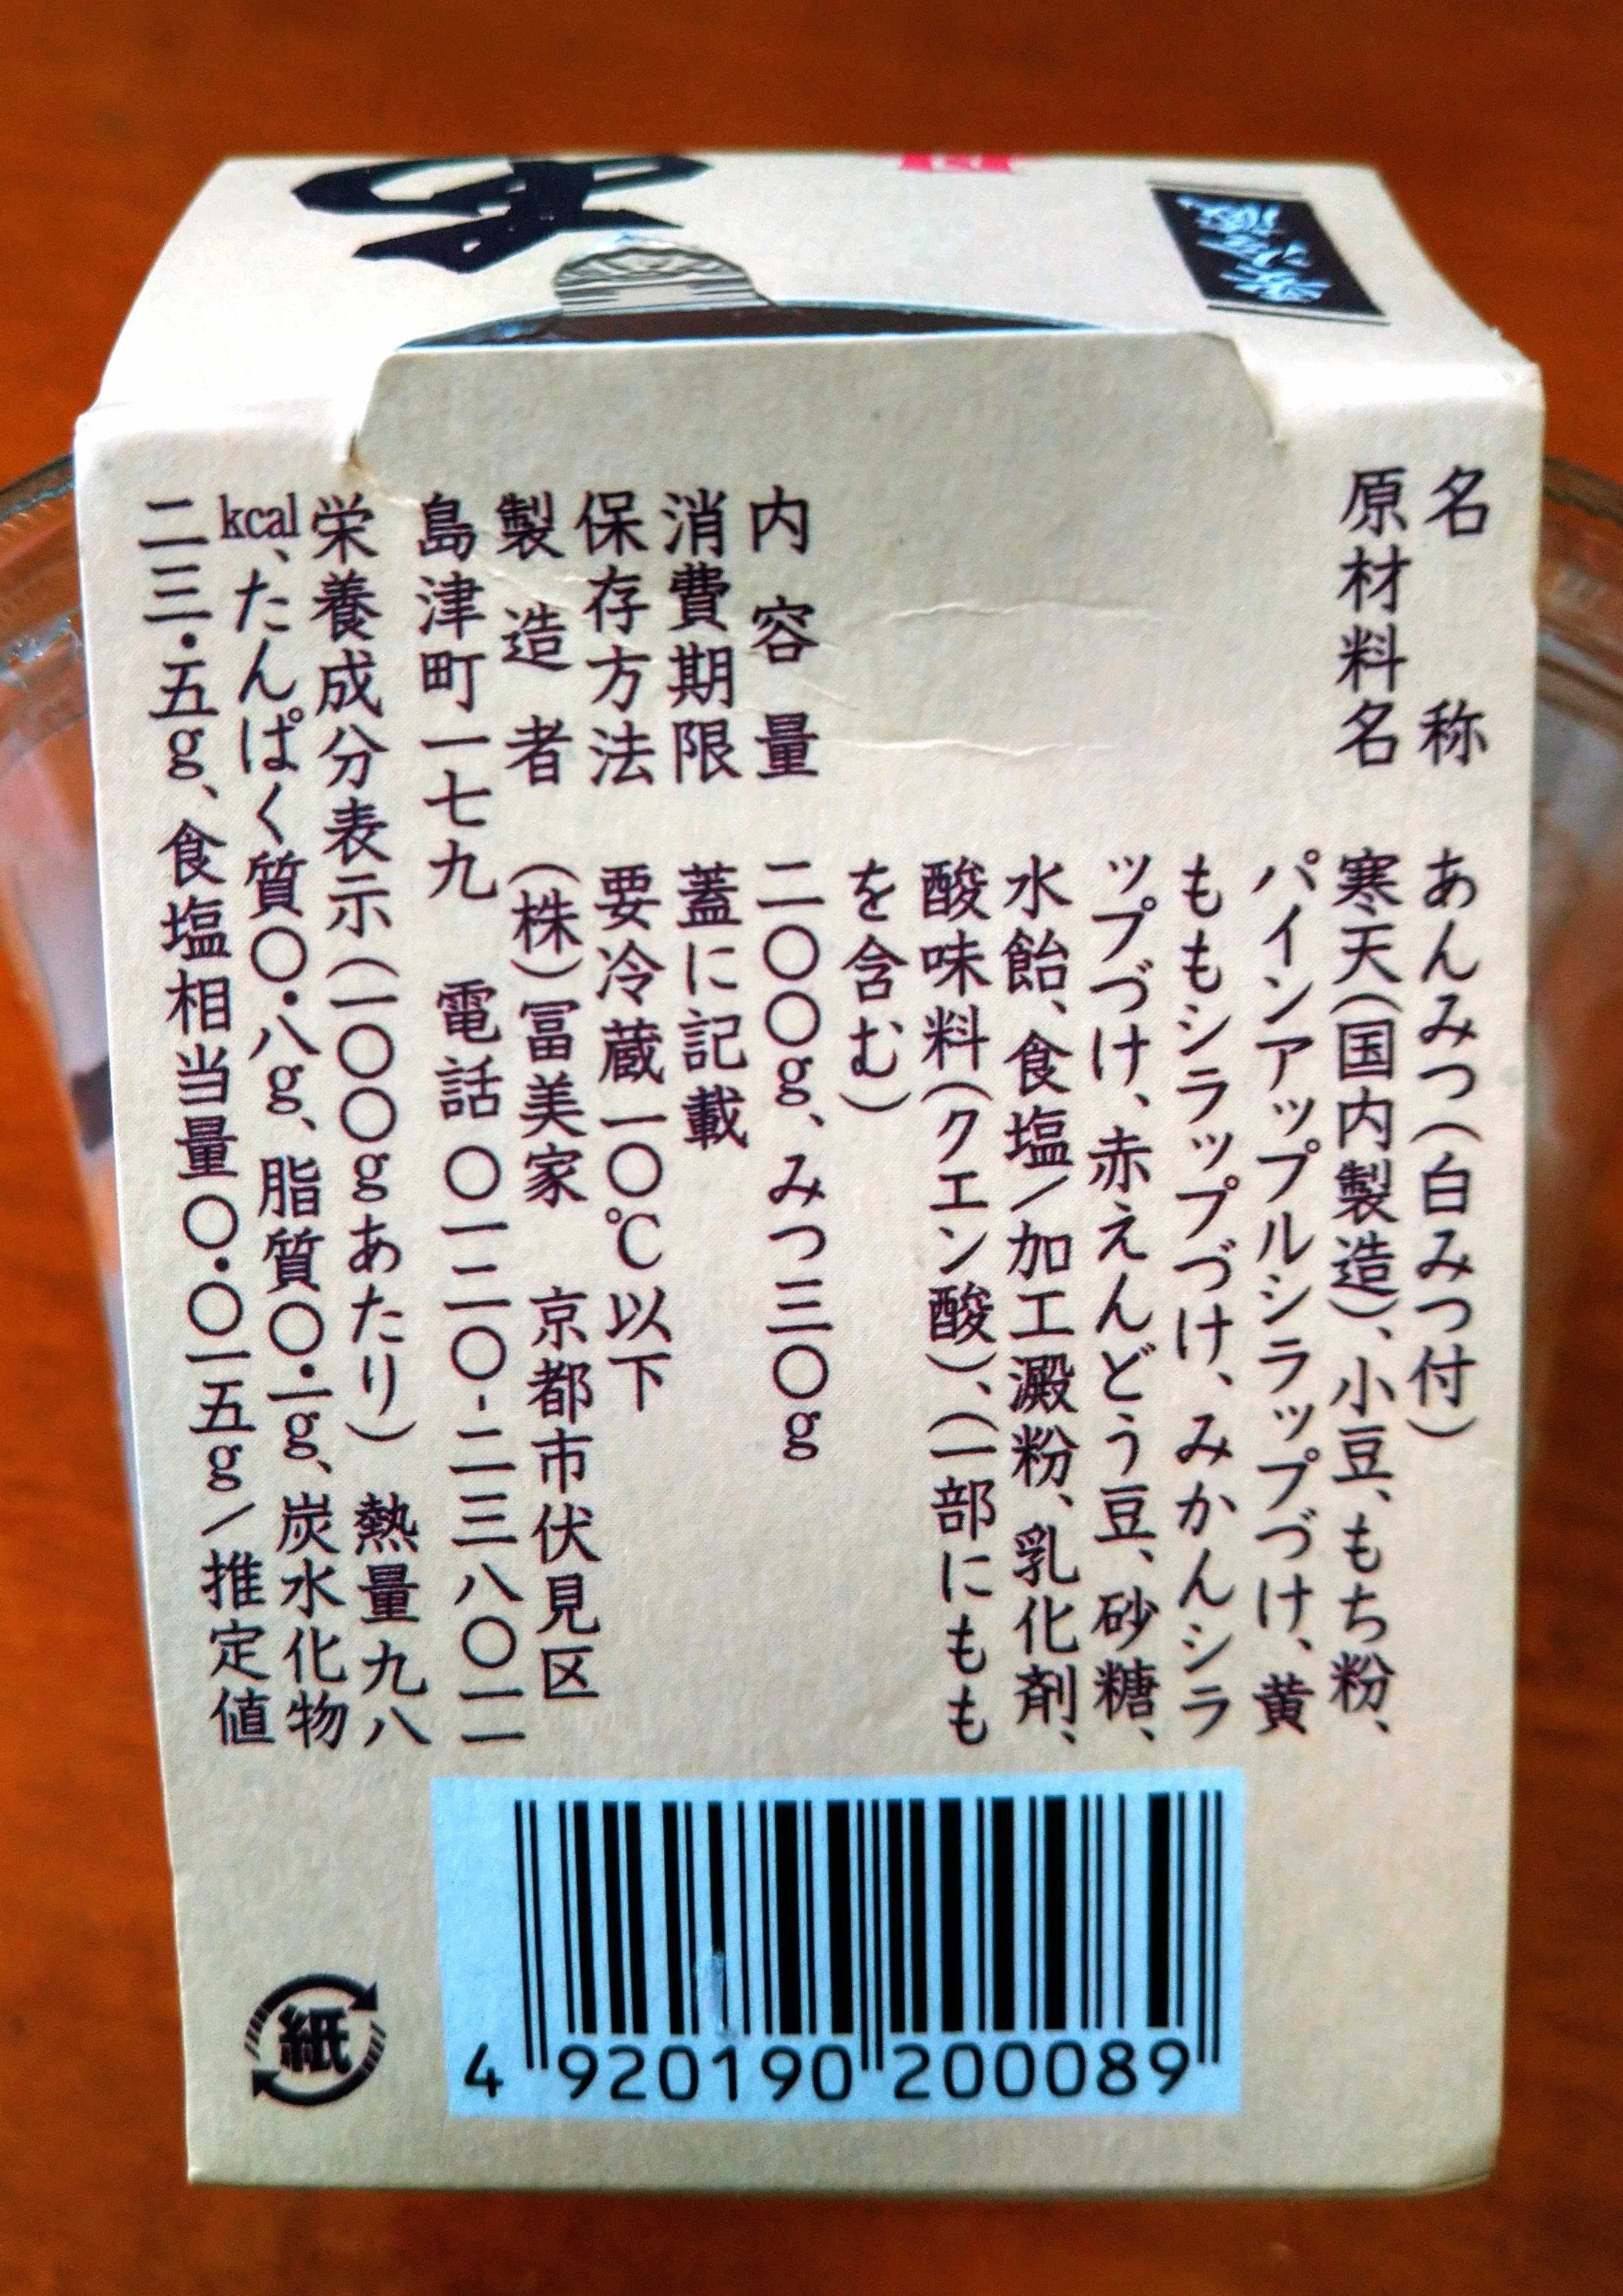 名称 あんみつ(白みつ付)
原材料名 寒天(国内製造)、小豆、もち粉、
パインアップルシラップづけ、黄
ももシラップづけ、みかんシラ
ップづけ、赤えんどう豆、砂糖、
水飴、食塩/加工澱粉、乳化剤、
酸味料(クエン酸)、(一部にもも
を含む)
内容量 二〇〇g、みつ三〇g
消費期限 蓋に記載
保存方法 要冷蔵一〇℃以下
製造者 (株)冨美家 京都市伏見区
島津町一七九 電話 〇一二〇-二三八〇一一
栄養成分表示(一〇〇gあたり) 熱量九八
kcal、たんぱく質〇・八g、脂質〇・一g、炭水化物
二三・五g、食塩相当量〇・〇一五g/推定値
4 920190 200089
紙